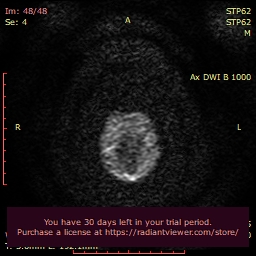 Im: 48/48
Se: 4
A
STP62
STP62
M
Ax DWI B 1000
R
L
You have 30 days left in your trial period.
Purchase a license at https://radiantviewer.com/store/